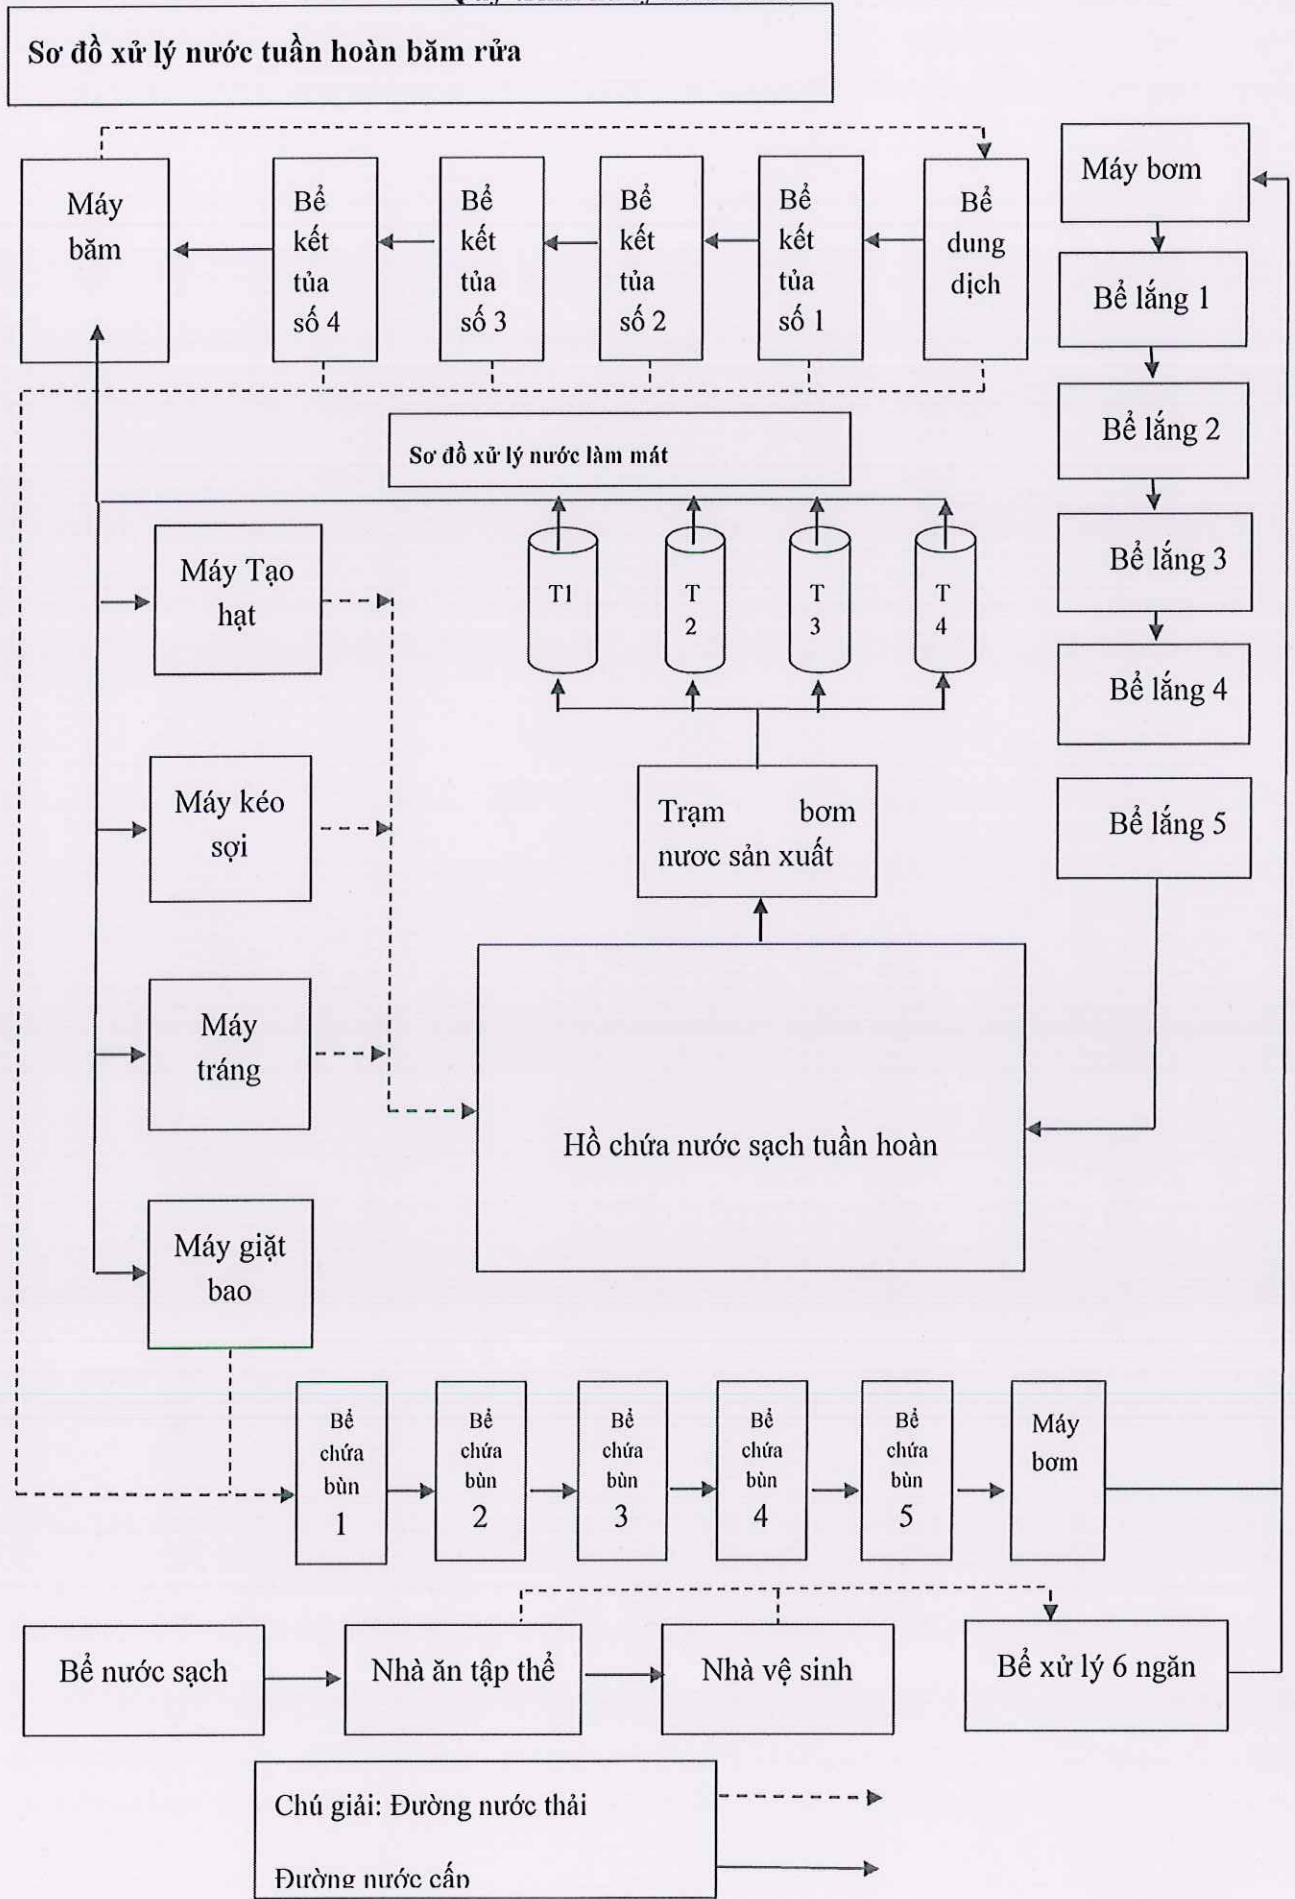 Sơ đồ xử lý nước tuần hoàn băm rửa
Máy
băm
Bể
kết
tủa
số 4
Bể
kết
tủa
số 3
Bể
kết
tủa
số 2
Bể
kết
tủa
số 1
Bể
dung
dịch
Máy bơm
Bể lắng 1
Bể lắng 2
Bể lắng 3
Bể lắng 4
Bể lắng 5
Sơ đồ xử lý nước làm mát
T1
T
2
T
3
T
4
Máy Tạo
hạt
Máy kéo
sợi
Máy
tráng
Máy giặt
bao
Trạm bơm
nươc sản xuất
Hồ chứa nước sạch tuần hoàn
Bể
chứa
bùn
1
Bể
chứa
bùn
2
Bể
chứa
bùn
3
Bể
chứa
bùn
4
Bể
chứa
bùn
5
Máy
bơm
Bể nước sạch
Nhà ăn tập thể
Nhà vệ sinh
Bể xử lý 6 ngăn
Chú giải: Đường nước thải
Đường nước cấp